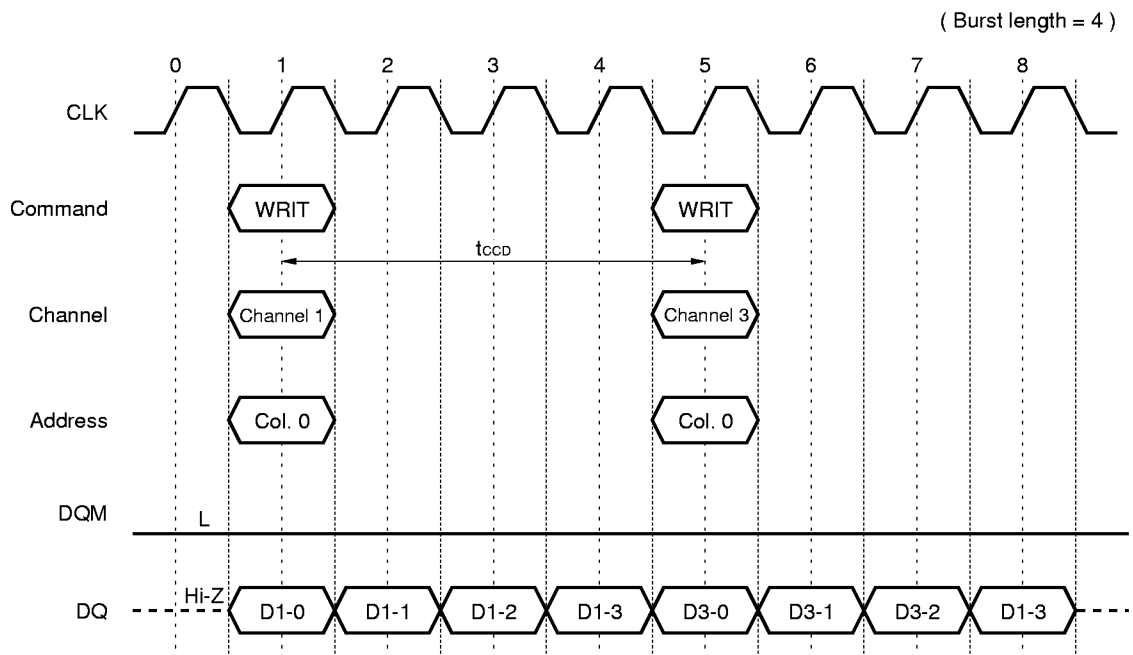 ( Burst length = 4 )
0 1 2 3 4 5 6 7 8
CLK
Command WRIT WRIT
tCCD
Channel Channel 1 Channel 3
Address Col. 0 Col. 0
DQM L
DQ Hi-Z D1-0 D1-1 D1-2 D1-3 D3-0 D3-1 D3-2 D1-3